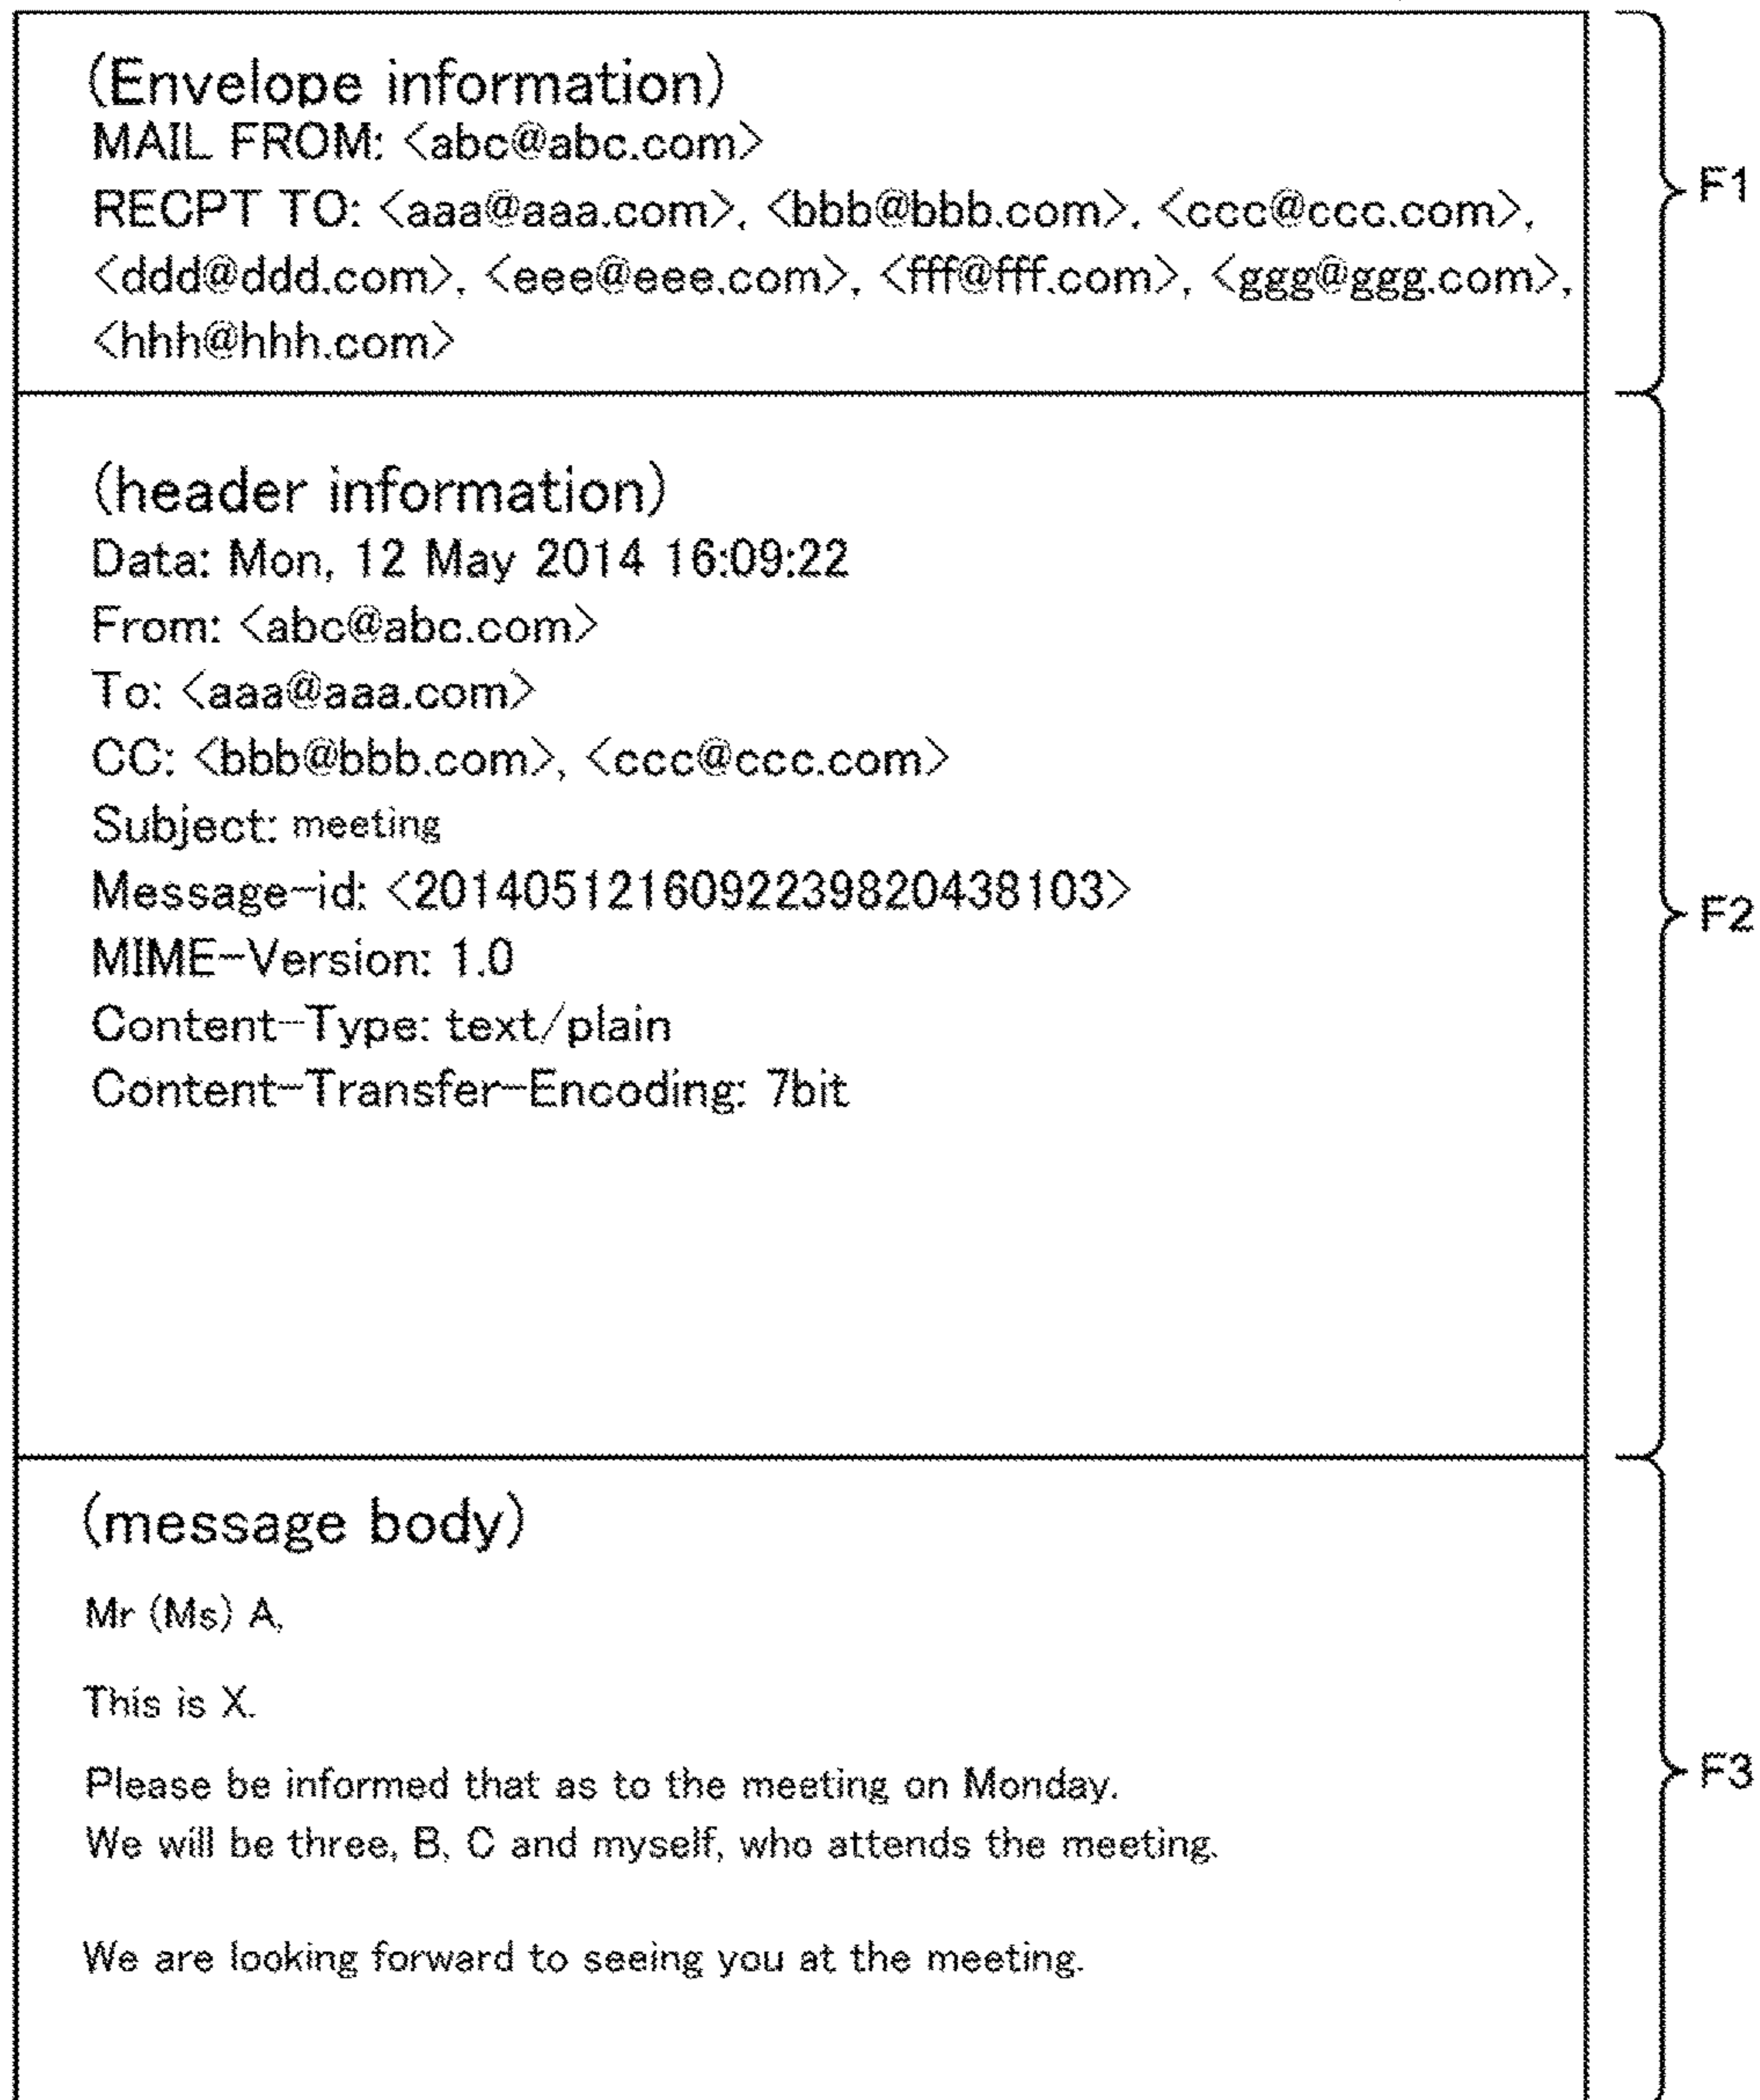 (Envelope information)
MAIL FROM: <abc@abc.com>
RECPT TO: <aaa@aaa.com>, <bbb@bbb.com>, <ccc@ccc.com>,
<ddd@ddd.com>, <eee@eee.com>, <fff@fff.com>, <ggg@ggg.com>,
<hhh@hhh.com>
F1
(header information)
Data: Mon, 12 May 2014 16:09:22
From: <abc@abc.com>
To: <aaa@aaa.com>
CC: <bbb@bbb.com>, <ccc@ccc.com>
Subject: meeting
Message-id: <2014051216092239820438103>
MIME-Version: 1.0
Content-Type: text/plain
Content-Transfer-Encoding: 7bit
F2
(message body)
Mr (Ms) A,
This is X.
Please be informed that as to the meeting on Monday.
We will be three, B, C and myself, who attends the meeting.
We are looking forward to seeing you at the meeting.
F3